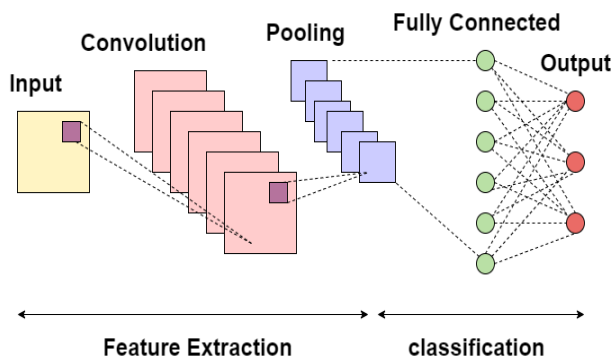 Input
Convolution
Pooling
Fully Connected
Output
Feature Extraction
classification